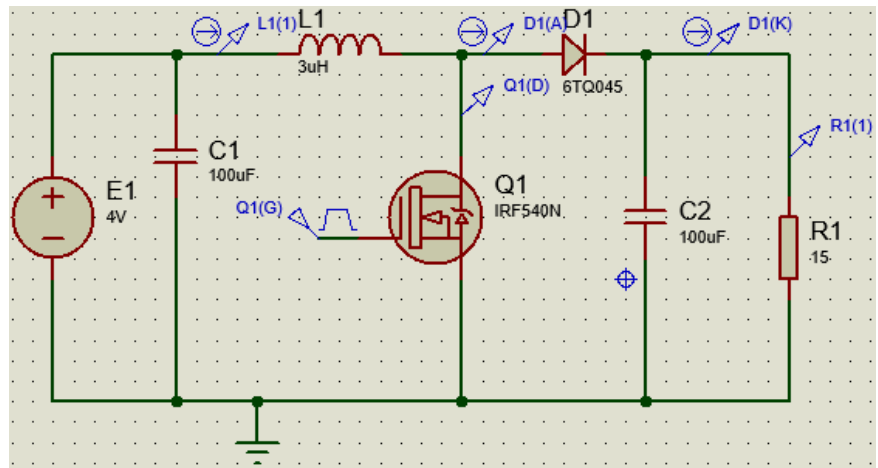 L1(1)
L1
3uH
D1(A)
D1
6TQ045
D1(K)
Q1(D)
R1(1)
C1
100uF
E1
4V
Q1(G)
Q1
IRF540N
C2
100uF
R1
15